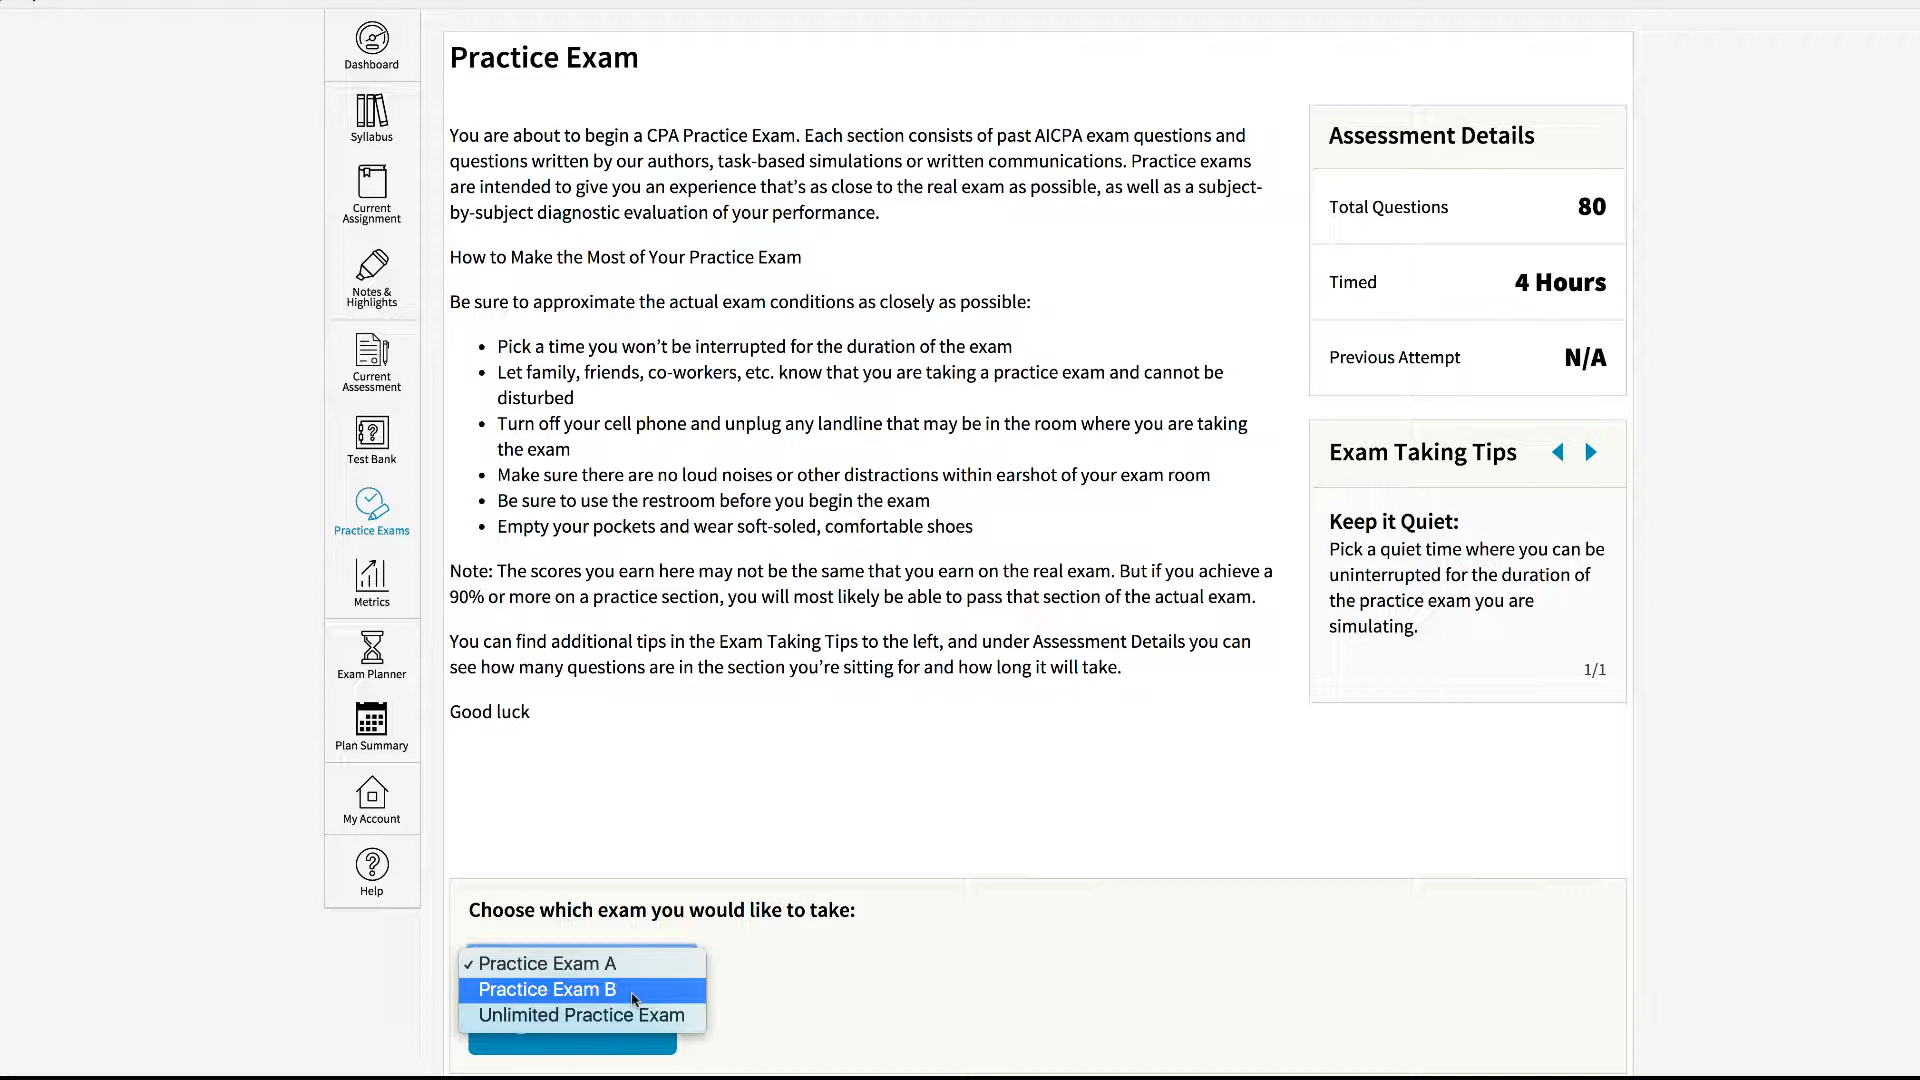 Dashboard
Syllabus
Current
Assignment
Notes &
Highlights
Current
Assessment
Test Bank
Practice Exams
Metrics
Exam Planner
Plan Summary
My Account
Help
Practice Exam
You are about to begin a CPA Practice Exam. Each section consists of past AICPA exam questions and
questions written by our authors, task-based simulations or written communications. Practice exams
are intended to give you an experience that's as close to the real exam as possible, as well as a subject-
by-subject diagnostic evaluation of your performance.
How to Make the Most of Your Practice Exam
Be sure to approximate the actual exam conditions as closely as possible:
• Pick a time you won't be interrupted for the duration of the exam
• Let family, friends, co-workers, etc. know that you are taking a practice exam and cannot be
disturbed
• Turn off your cell phone and unplug any landline that may be in the room where you are taking
the exam
• Make sure there are no loud noises or other distractions within earshot of your exam room
• Be sure to use the restroom before you begin the exam
• Empty your pockets and wear soft-soled, comfortable shoes
Note: The scores you earn here may not be the same that you earn on the real exam. But if you achieve a
90% or more on a practice section, you will most likely be able to pass that section of the actual exam.
You can find additional tips in the Exam Taking Tips to the left, and under Assessment Details you can
see how many questions are in the section you're sitting for and how long it will take.
Good luck
Assessment Details
Total Questions 80
Timed 4 Hours
Previous Attempt N/A
Exam Taking Tips
Keep it Quiet:
Pick a quiet time where you can be
uninterrupted for the duration of
the practice exam you are
simulating.
1/1
Choose which exam you would like to take:
✓ Practice Exam A
Practice Exam B
Unlimited Practice Exam